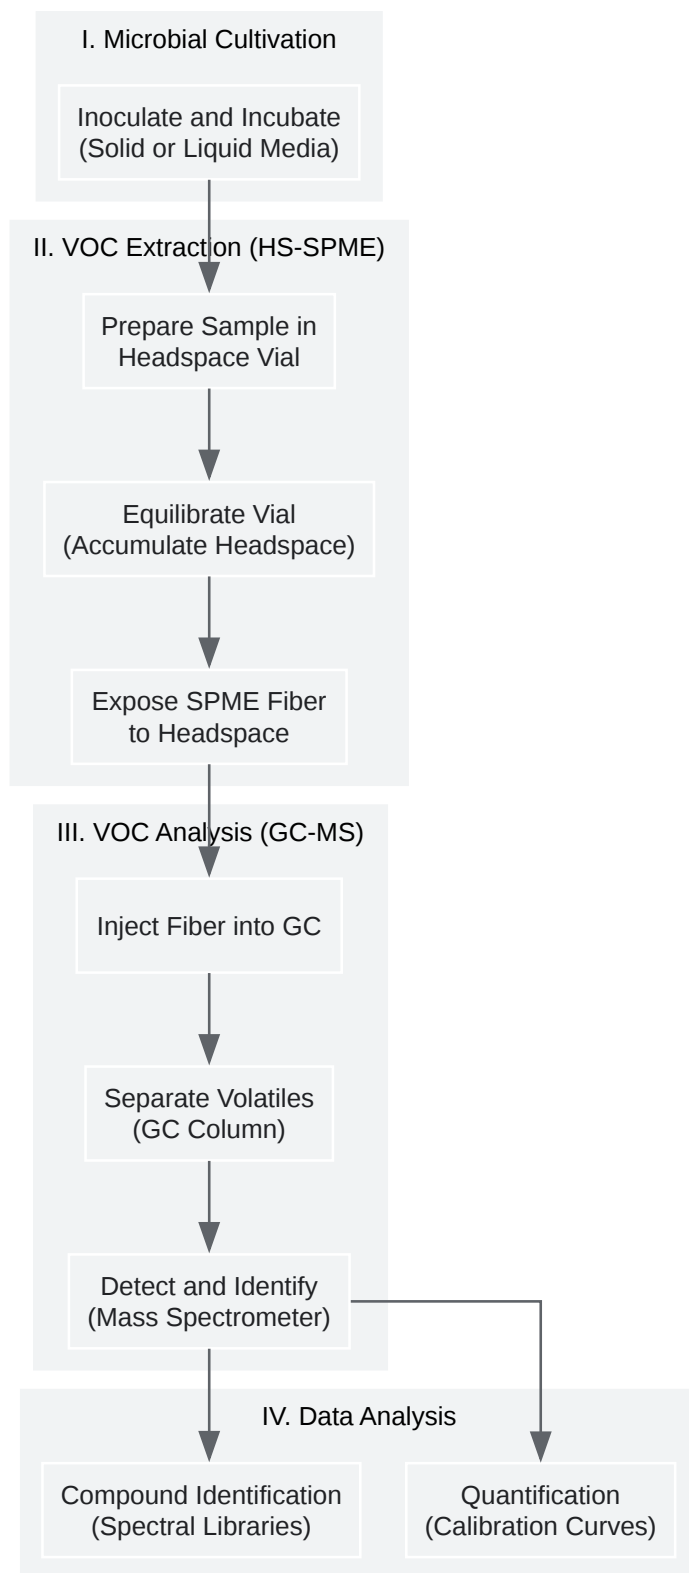 I. Microbial Cultivation
Inoculate and Incubate
(Solid or Liquid Media)
II. VOC Extraction (HS-SPME)
Prepare Sample in
Headspace Vial
Equilibrate Vial
(Accumulate Headspace)
Expose SPME Fiber
to Headspace
III. VOC Analysis (GC-MS)
Inject Fiber into GC
Separate Volatiles
(GC Column)
Detect and Identify
(Mass Spectrometer)
IV. Data Analysis
Compound Identification
(Spectral Libraries)
Quantification
(Calibration Curves)